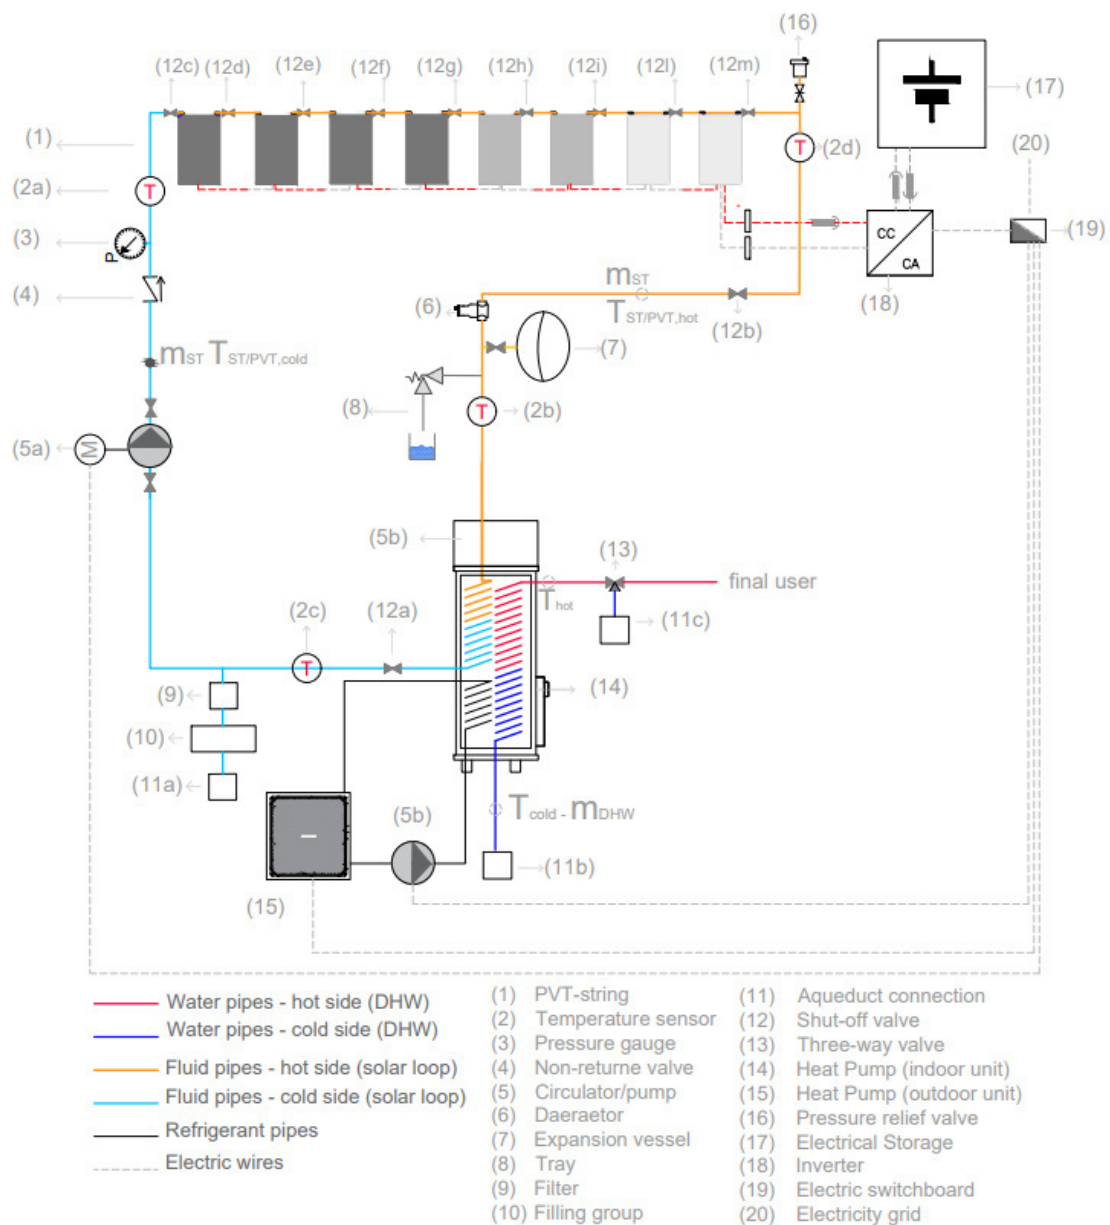 (16)
(12c) (12d) (12e) (12f) (12g) (12h) (12i) (12l) (12m)
(17)
(1)
T (2d)
(20)
(2a) T
(3) P
CC
CA
(19)
(4)
(18)
mST
TST/PVT,hot
(12b)
(6)
(7)
mST TST/PVT,cold
(8)
T (2b)
(5a) M
(5b)
(13)
final user
Thot
(11c)
(2c) (12a)
T
(9)
(14)
(10)
(11a)
(5b)
Tcold - mDHW
(11b)
(15)
Water pipes - hot side (DHW)
Water pipes - cold side (DHW)
Fluid pipes - hot side (solar loop)
Fluid pipes - cold side (solar loop)
Refrigerant pipes
Electric wires
(1) PVT-string
(2) Temperature sensor
(3) Pressure gauge
(4) Non-returne valve
(5) Circulator/pump
(6) Daeraetor
(7) Expansion vessel
(8) Tray
(9) Filter
(10) Filling group
(11) Aqueduct connection
(12) Shut-off valve
(13) Three-way valve
(14) Heat Pump (indoor unit)
(15) Heat Pump (outdoor unit)
(16) Pressure relief valve
(17) Electrical Storage
(18) Inverter
(19) Electric switchboard
(20) Electricity grid